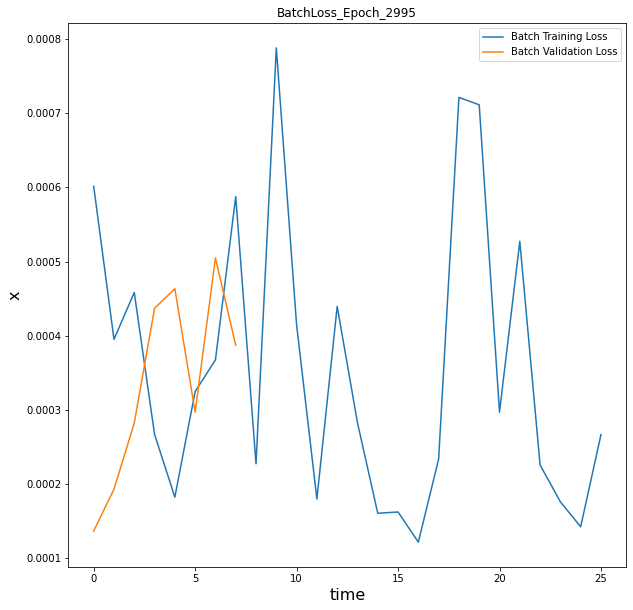 BatchLoss_Epoch_2995
Batch Training Loss
Batch Validation Loss
0.0008
0.0007
0.0006
0.0005
0.0004
0.0003
0.0002
0.0001
x
0 5 10 15 20 25
time